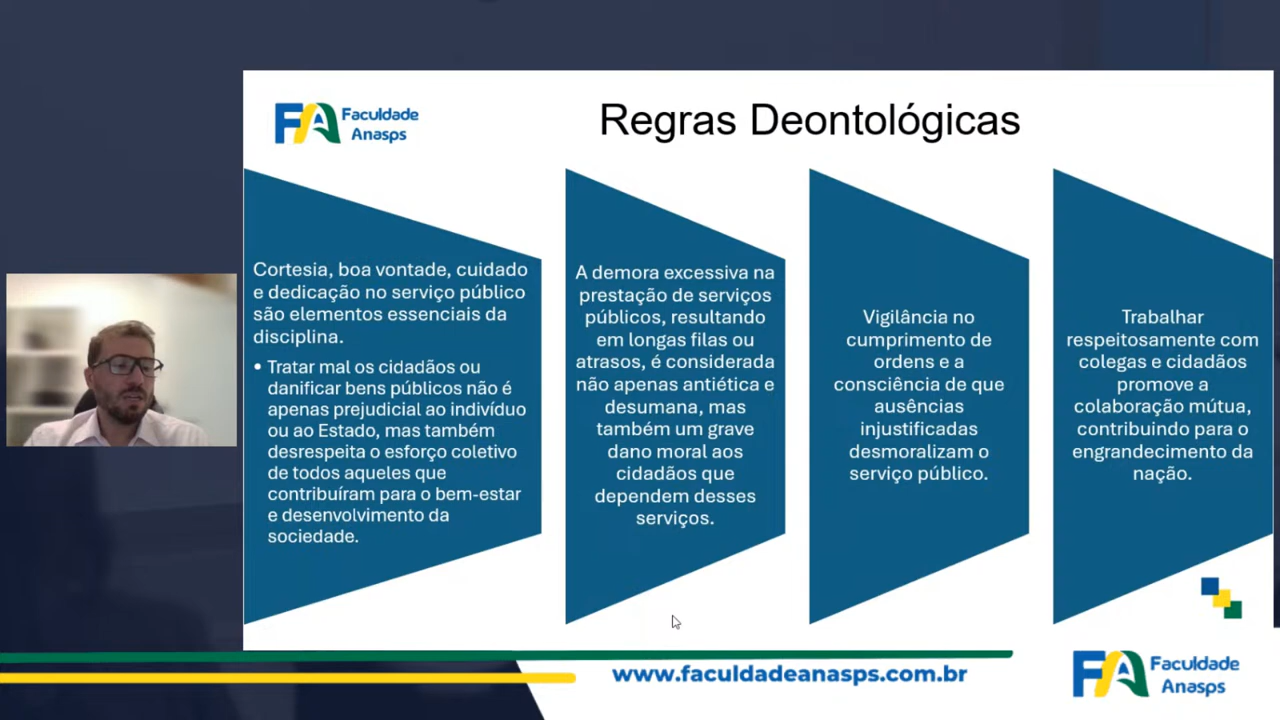 Faculdade
Anasps
Regras Deontológicas
Cortesia, boa vontade, cuidado
e dedicação no serviço público
são elementos essenciais da
disciplina.
• Tratar mal os cidadãos ou
danificar bens públicos não é
apenas prejudicial ao indivíduo
ou ao Estado, mas também
desrespeita o esforço coletivo
de todos aqueles que
contribuíram para o bem-estar
e desenvolvimento da
sociedade.
A demora excessiva na
prestação de serviços
públicos, resultando
em longas filas ou
atrasos, é considerada
não apenas antiética e
desumana, mas
também um grave
dano moral aos
cidadãos que
dependem desses
serviços.
Vigilância no
cumprimento de
ordens e a
consciência de que
ausências
injustificadas
desmoralizam o
serviço público.
Trabalhar
respeitosamente com
colegas e cidadãos
promove a
colaboração mútua,
contribuindo para o
engrandecimento da
nação.
www.faculdadeanasps.com.br
FA Faculdade
Anasps